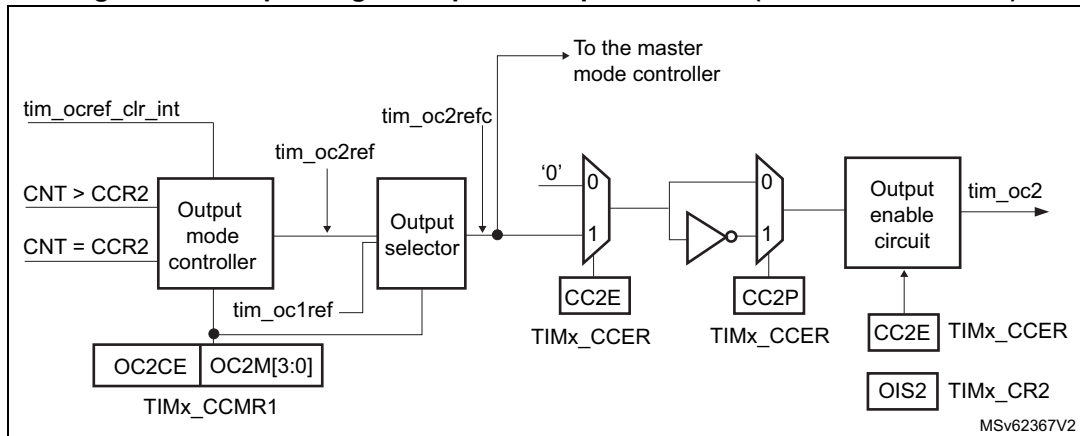 To the master
mode controller
tim_ocref_clr_int
tim_oc2refc
tim_oc2ref
'0'
0
0
CNT > CCR2
Output
mode
controller
Output
selector
Output
enable
circuit
tim_oc2
1
1
CNT = CCR2
tim_oc1ref
CC2E
CC2P
TIMx_CCER
TIMx_CCER
CC2E
TIMx_CCER
OC2CE
OC2M[3:0]
TIMx_CCMR1
OIS2
TIMx_CR2
MSv62367V2